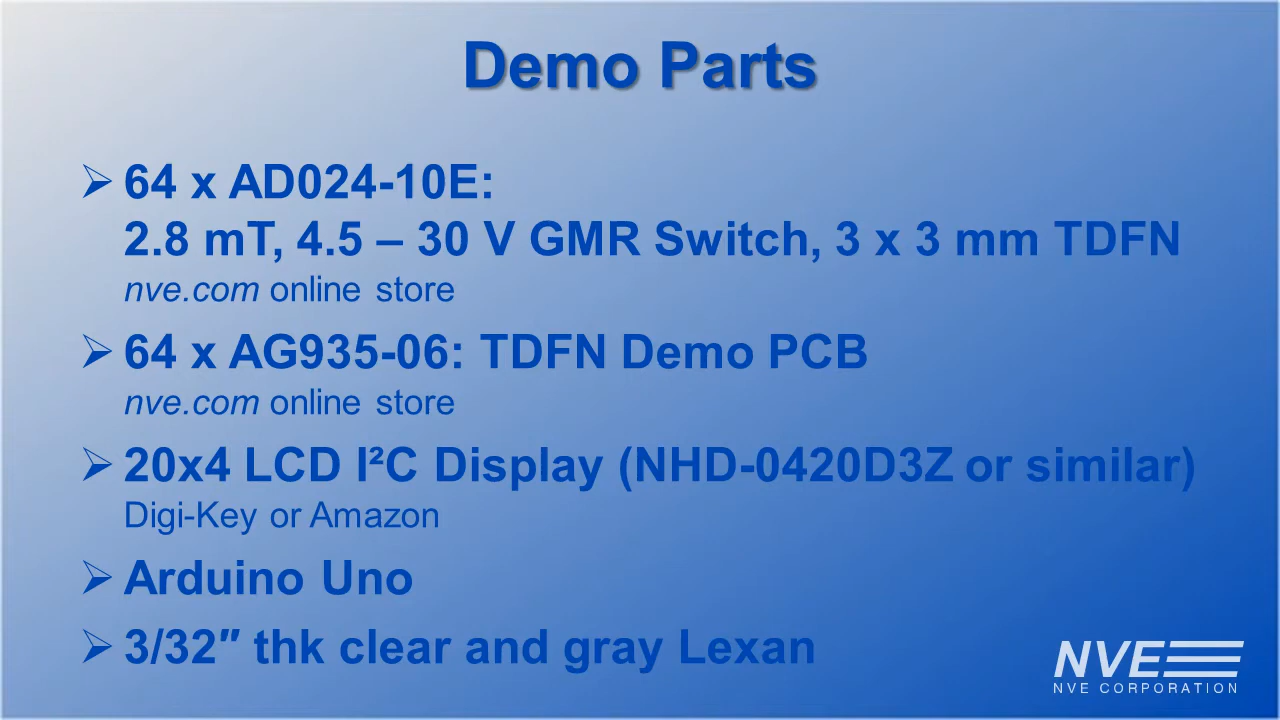 Demo Parts
➢ 64 x AD024-10E:
2.8 mT, 4.5 – 30 V GMR Switch, 3 x 3 mm TDFN
nve.com online store
➢ 64 x AG935-06: TDFN Demo PCB
nve.com online store
➢ 20x4 LCD I²C Display (NHD-0420D3Z or similar)
Digi-Key or Amazon
➢ Arduino Uno
➢ 3/32″ thk clear and gray Lexan
NVE
NVE CORPORATION